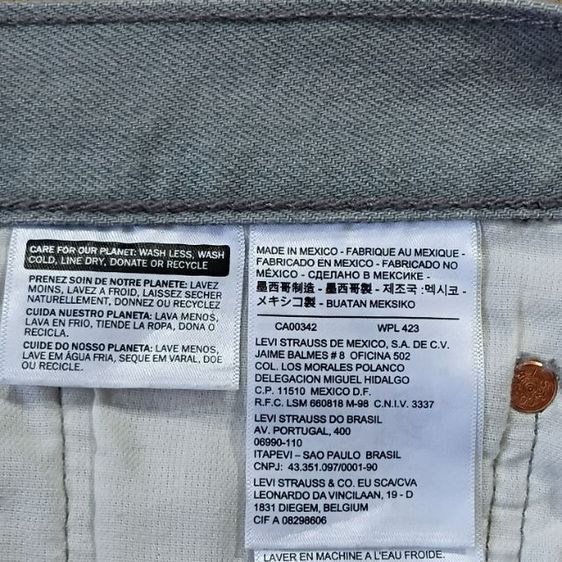 CARE FOR OUR PLANET: WASH LESS, WASH
COLD, LINE DRY, DONATE OR RECYCLE
PRENEZ SOIN DE NOTRE PLANETE: LAVEZ
MOINS, LAVEZ A FROID, LAISSEZ SECHER
NATURELLEMENT, DONNEZ OU RECYCLEZ
CUIDA NUESTRO PLANETA: LAVA MENOS,
LAVA EN FRIO, TIENDE LA ROPA, DONA O
RECICLA.
CUIDE DO NOSSO PLANETA: LAVE MENOS,
LAVE EM ÁGUA FRIA, SEQUE EM VARAL, DOE
OU RECICLE.
MADE IN MEXICO - FABRIQUE AU MEXIQUE -
FABRICADO EN MEXICO - FABRICADO NO
MÉXICO - СДЕЛАНО В МЕКСИКЕ -
墨西哥制造 - 墨西哥製 - 제조국 :멕시코 -
メキシコ製 - BUATAN MEKSIKO
CA00342 WPL 423
LEVI STRAUSS DE MEXICO, S.A. DE C.V.
JAIME BALMES # 8 OFICINA 502
COL. LOS MORALES POLANCO
DELEGACION MIGUEL HIDALGO
C.P. 11510 MEXICO D.F.
R.F.C. LSM 660818 M-98 C.N.I.V. 3337
LEVI STRAUSS DO BRASIL
AV. PORTUGAL, 400
06990-110
ITAPEVI – SAO PAULO BRASIL
CNPJ: 43.351.097/0001-90
LEVI STRAUSS & CO. EU SCA/CVA
LEONARDO DA VINCILAAN, 19 - D
1831 DIEGEM, BELGIUM
CIF A 08298606
LAVER EN MACHINE A L'EAU FROIDE.